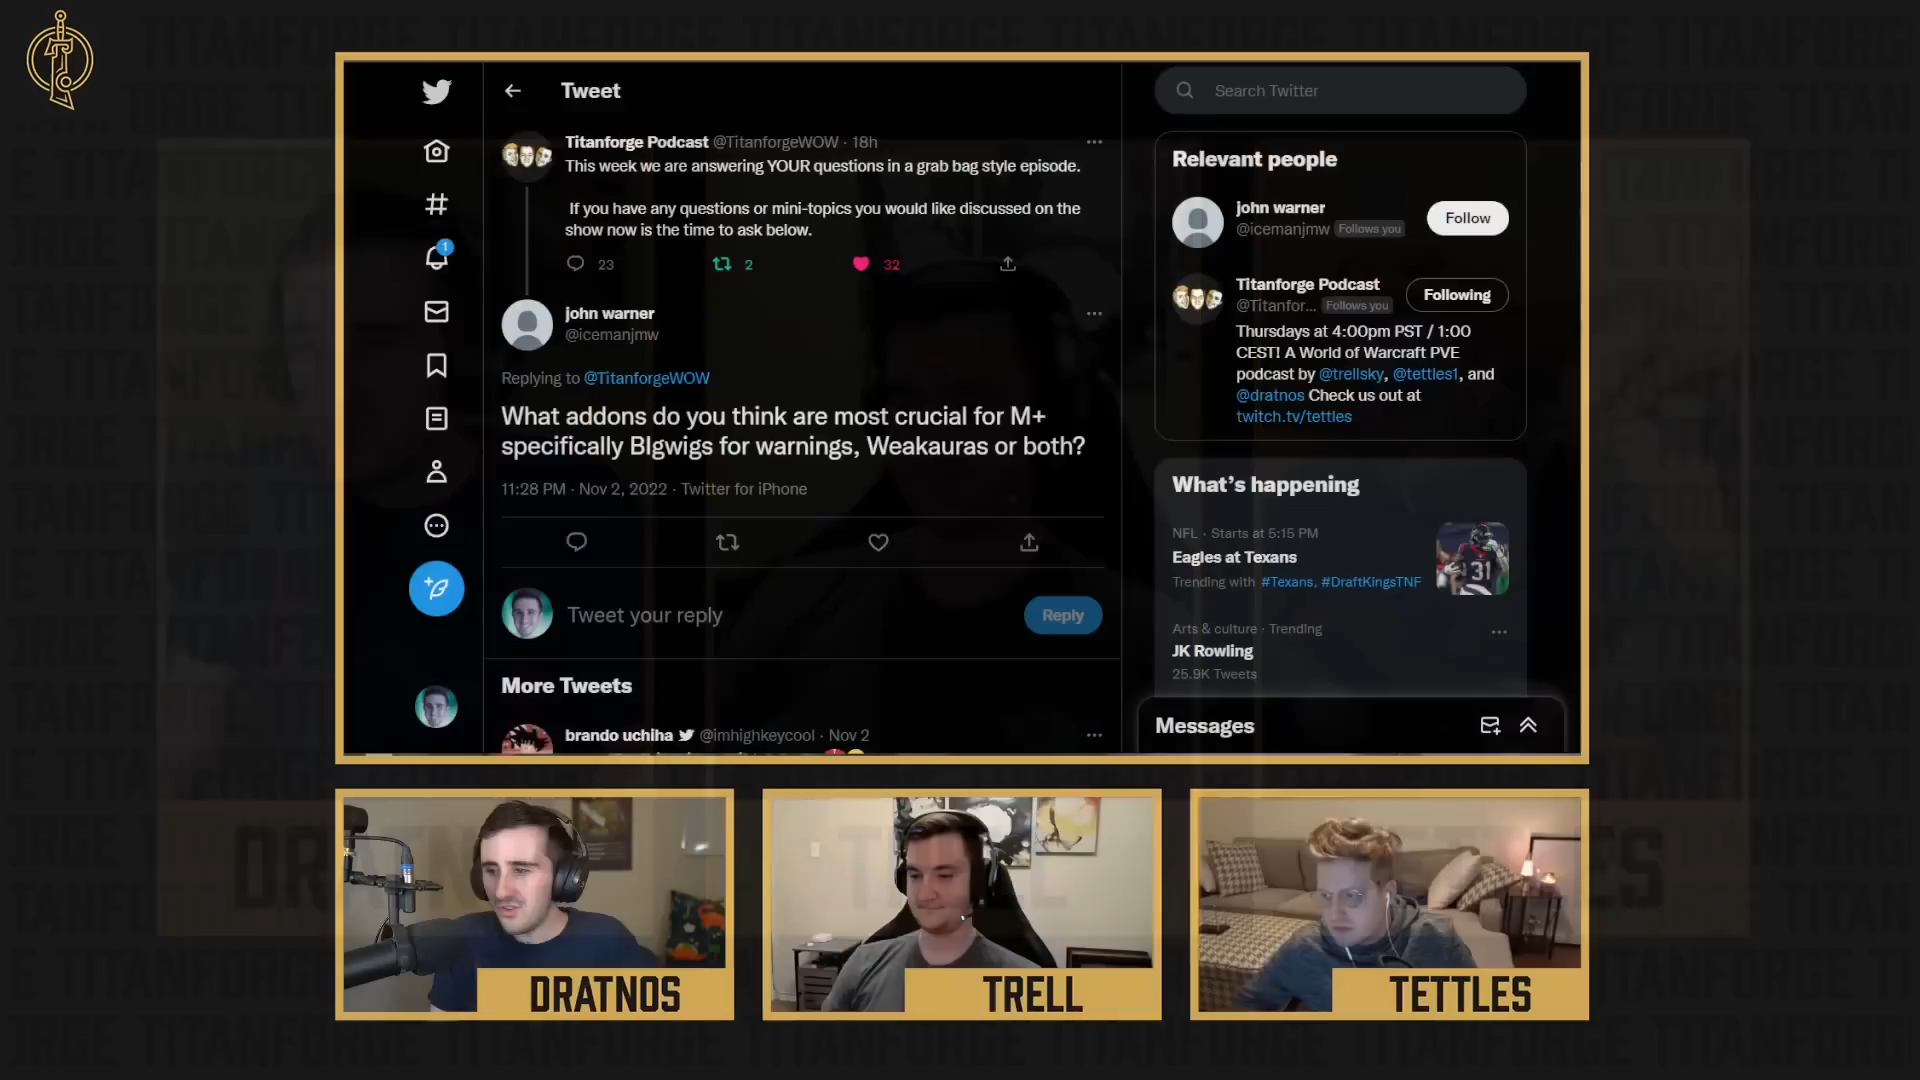 Tweet
Titanforge Podcast @TitanforgeWOW · 18h
This week we are answering YOUR questions in a grab bag style episode.
If you have any questions or mini-topics you would like discussed on the
show now is the time to ask below.
23 2 32
john warner
@icemanjmw
Replying to @TitanforgeWOW
What addons do you think are most crucial for M+
specifically BIgwigs for warnings, Weakauras or both?
11:28 PM · Nov 2, 2022 · Twitter for iPhone
Tweet your reply
Reply
More Tweets
brando uchiha @imhighkeycool · Nov 2
1
Search Twitter
Relevant people
john warner
@icemanjmw Follows you
Follow
Titanforge Podcast
@Titanfor... Follows you
Following
Thursdays at 4:00pm PST / 1:00
CEST! A World of Warcraft PVE
podcast by @trellsky, @tettles1, and
@dratnos Check us out at
twitch.tv/tettles
What's happening
NFL · Starts at 5:15 PM
Eagles at Texans
Trending with #Texans, #DraftKingsTNF
31
Arts & culture · Trending
JK Rowling
25.9K Tweets
Messages
DRATNOS
TRELL
TETTLES